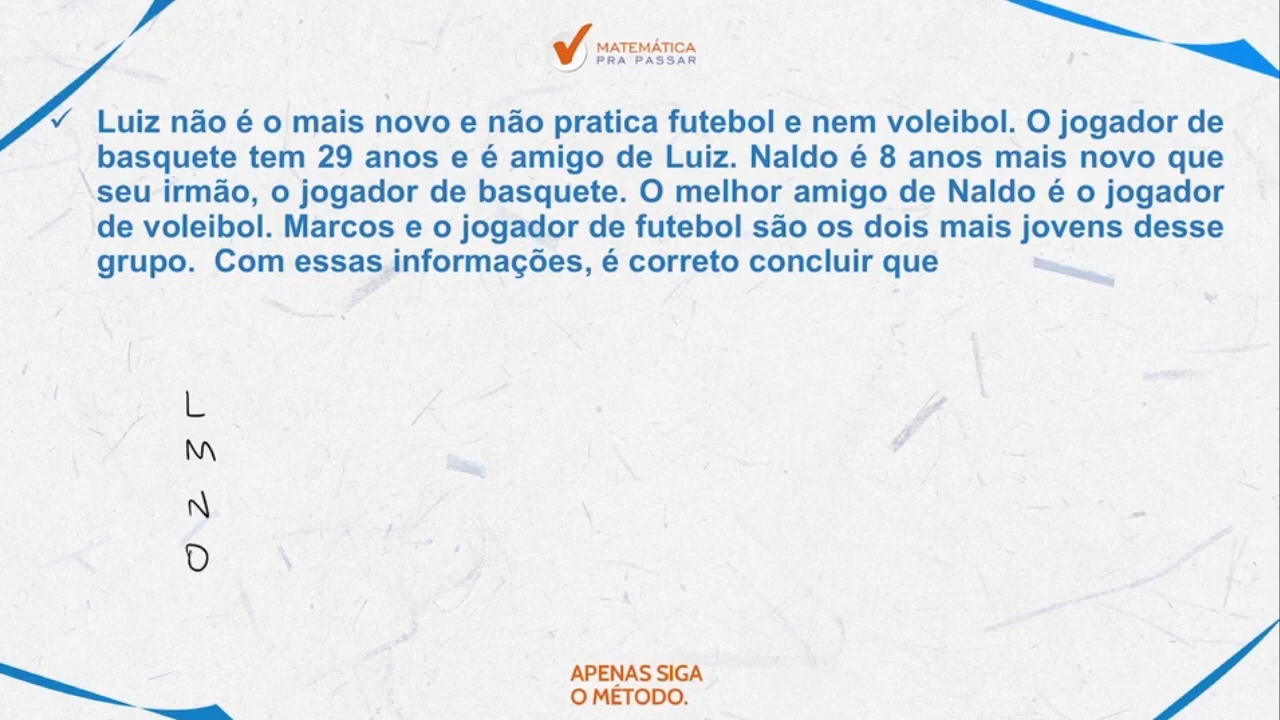 MATEMÁTICA
PRA PASSAR
✓ Luiz não é o mais novo e não pratica futebol e nem voleibol. O jogador de
basquete tem 29 anos e é amigo de Luiz. Naldo é 8 anos mais novo que
seu irmão, o jogador de basquete. O melhor amigo de Naldo é o jogador
de voleibol. Marcos e o jogador de futebol são os dois mais jovens desse
grupo. Com essas informações, é correto concluir que
L
M
N
O
APENAS SIGA
O MÉTODO.